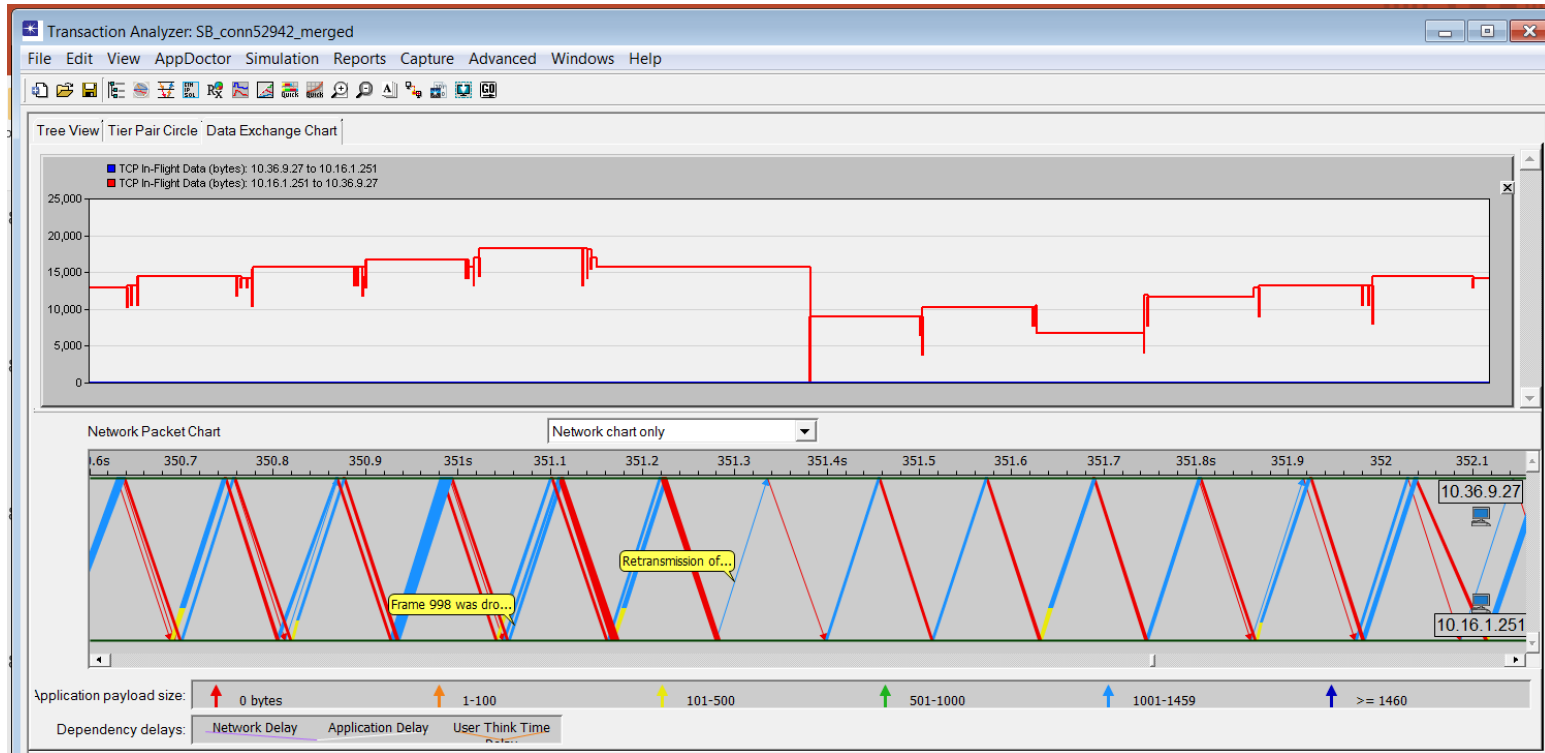 Transaction Analyzer: SB_conn52942_merged
File Edit View AppDoctor Simulation Reports Capture Advanced Windows Help
Tree View Tier Pair Circle Data Exchange Chart
TCP In-Flight Data (bytes): 10.36.9.27 to 10.16.1.251
TCP In-Flight Data (bytes): 10.16.1.251 to 10.36.9.27
25,000
20,000
15,000
10,000
5,000
0
Network Packet Chart Network chart only
.6s 350.7 350.8 350.9 351s 351.1 351.2 351.3 351.4s 351.5 351.6 351.7 351.8s 351.9 352 352.1
10.36.9.27
Retransmission of...
Frame 998 was dro...
10.16.1.251
Application payload size: 0 bytes 1-100 101-500 501-1000 1001-1459 >= 1460
Dependency delays: Network Delay Application Delay User Think Time